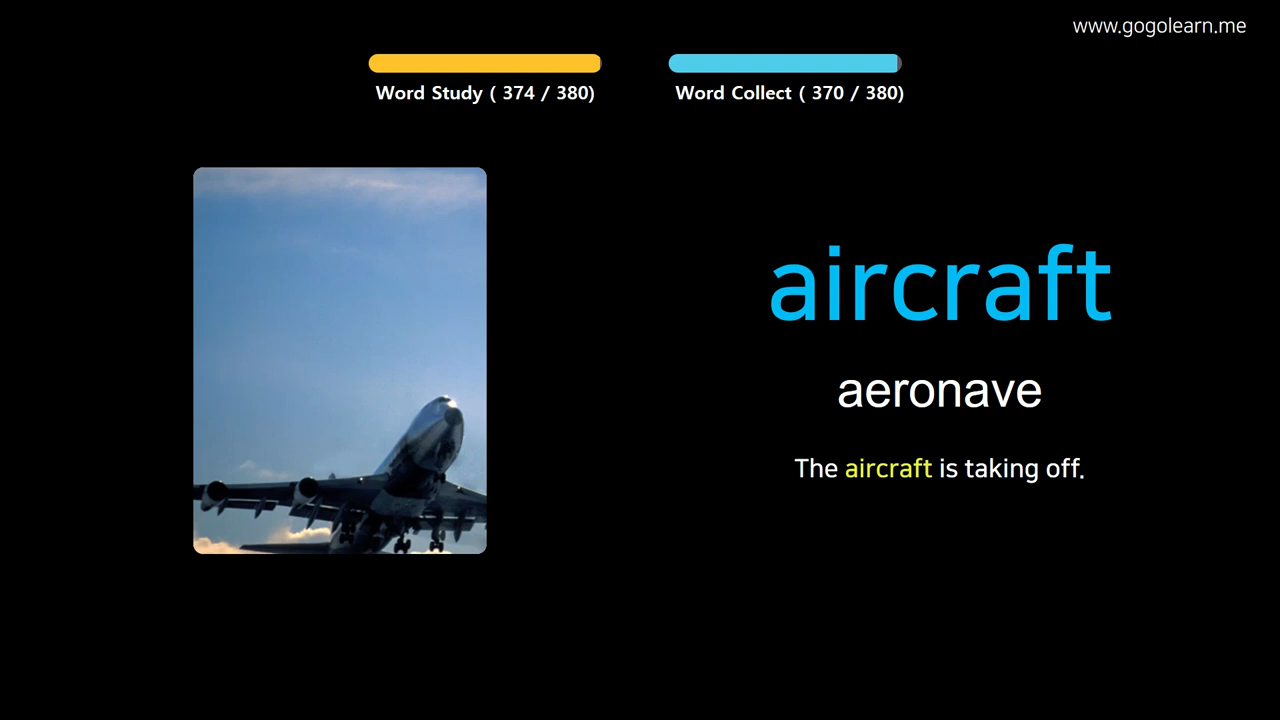 www.gogolearn.me
Word Study ( 374 / 380)
Word Collect ( 370 / 380)
aircraft
aeronave
The aircraft is taking off.